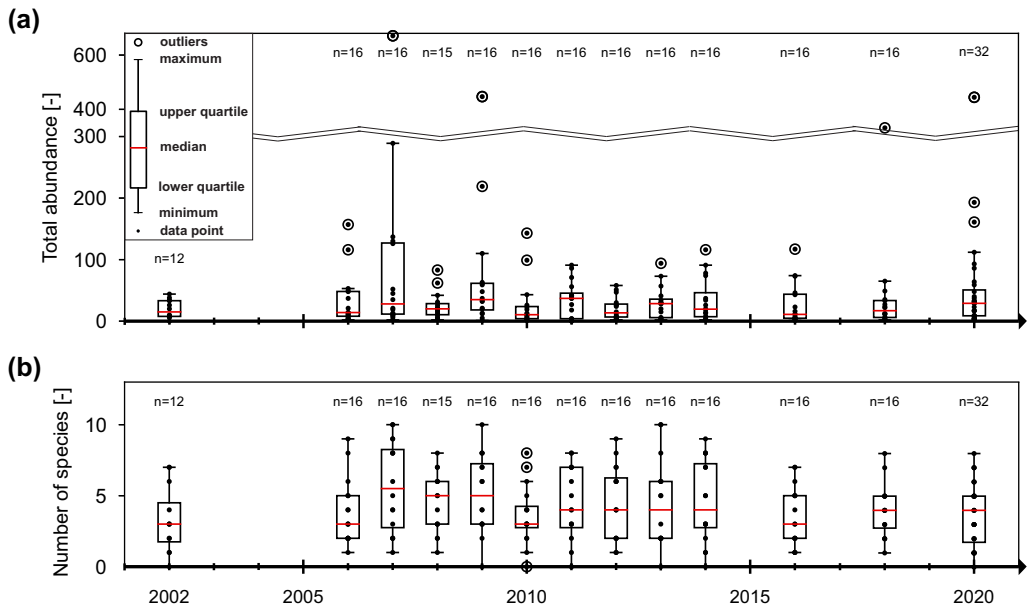 (a)
Total abundance [-]
600
400
300
200
100
0
outliers
maximum
upper quartile
median
lower quartile
minimum
data point
n=12
n=16
n=16
n=15
n=16
n=16
n=16
n=16
n=16
n=16
n=16
n=16
n=32
(b)
Number of species [-]
10
5
0
n=12
n=16
n=16
n=15
n=16
n=16
n=16
n=16
n=16
n=16
n=16
n=16
n=32
2002
2005
2010
2015
2020